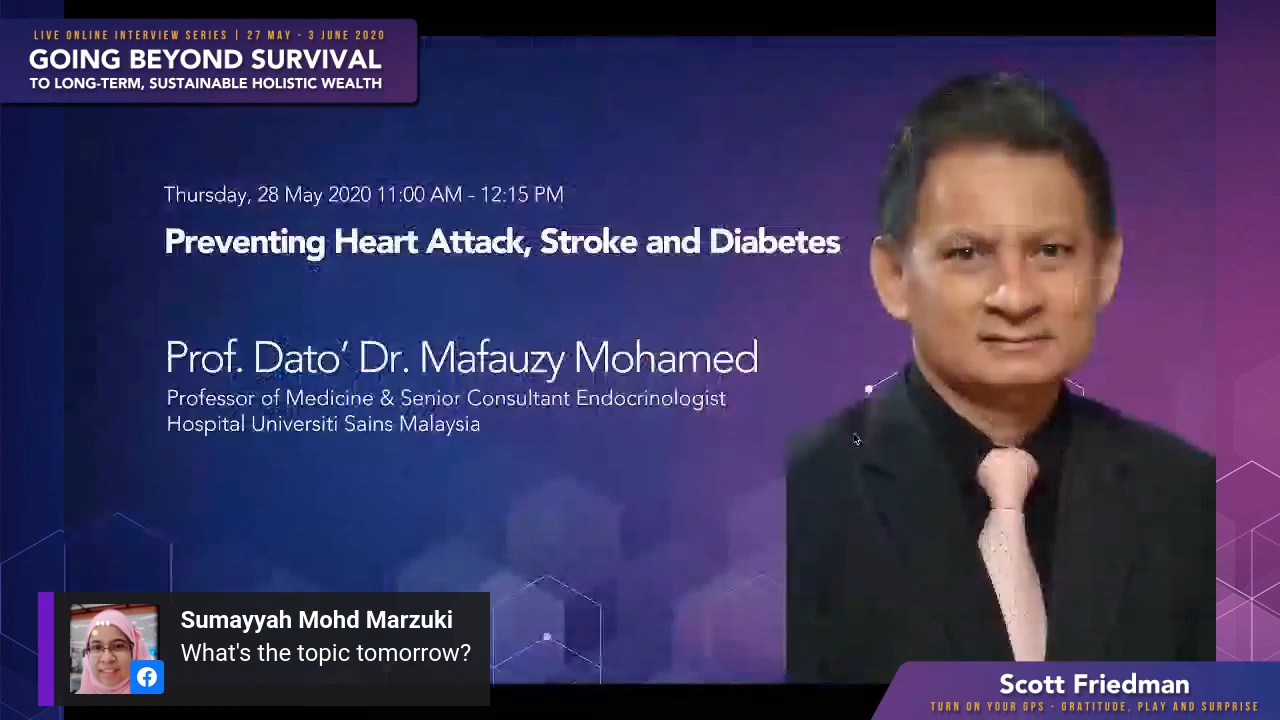 LIVE ONLINE INTERVIEW SERIES | 27 MAY - 3 JUNE 2020
GOING BEYOND SURVIVAL
TO LONG-TERM, SUSTAINABLE HOLISTIC WEALTH
Thursday, 28 May 2020 11:00 AM - 12:15 PM
Preventing Heart Attack, Stroke and Diabetes
Prof. Dato’ Dr. Mafauzy Mohamed
Professor of Medicine & Senior Consultant Endocrinologist
Hospital Universiti Sains Malaysia
Sumayyah Mohd Marzuki
What's the topic tomorrow?
Scott Friedman
TURN ON YOUR GPS - GRATITUDE, PLAY AND SURPRISE